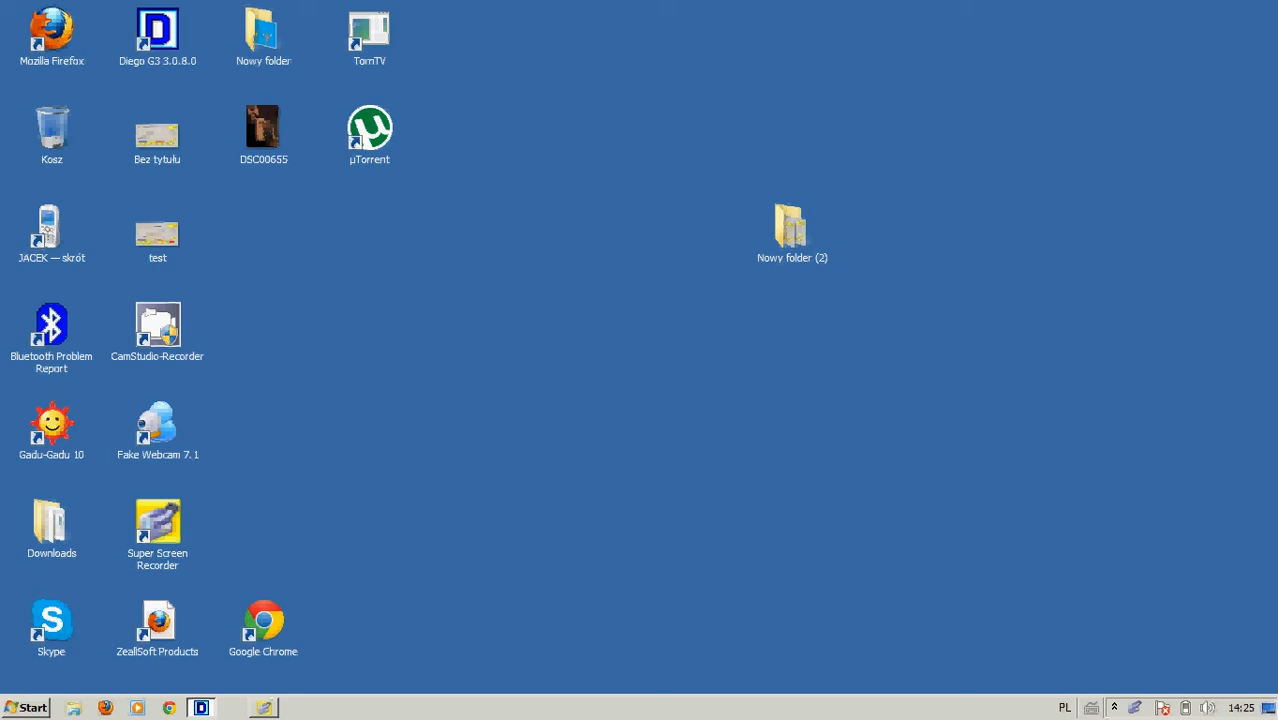 Mozilla Firefox
Diego G3 3.0.8.0
Nowy folder
TomTV
Kosz
Bez tytułu
DSC00655
µTorrent
JACEK — skrót
test
Nowy folder (2)
Bluetooth Problem
Report
CamStudio-Recorder
Gadu-Gadu 10
Fake Webcam 7.1
Downloads
Super Screen
Recorder
Skype
ZeallSoft Products
Google Chrome
Start
PL
14:25